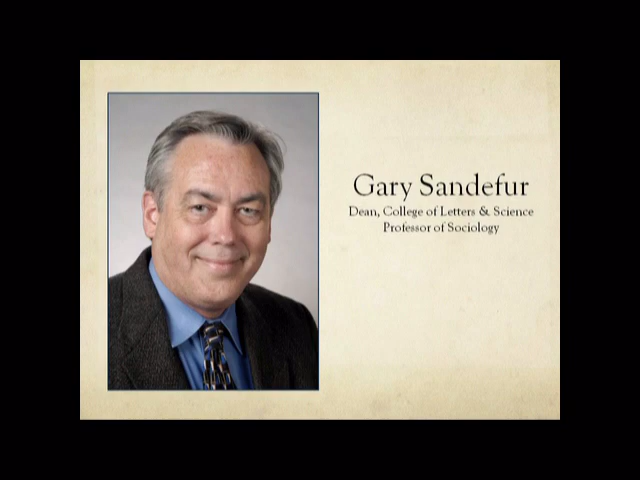 Gary Sandefur
Dean, College of Letters & Science
Professor of Sociology